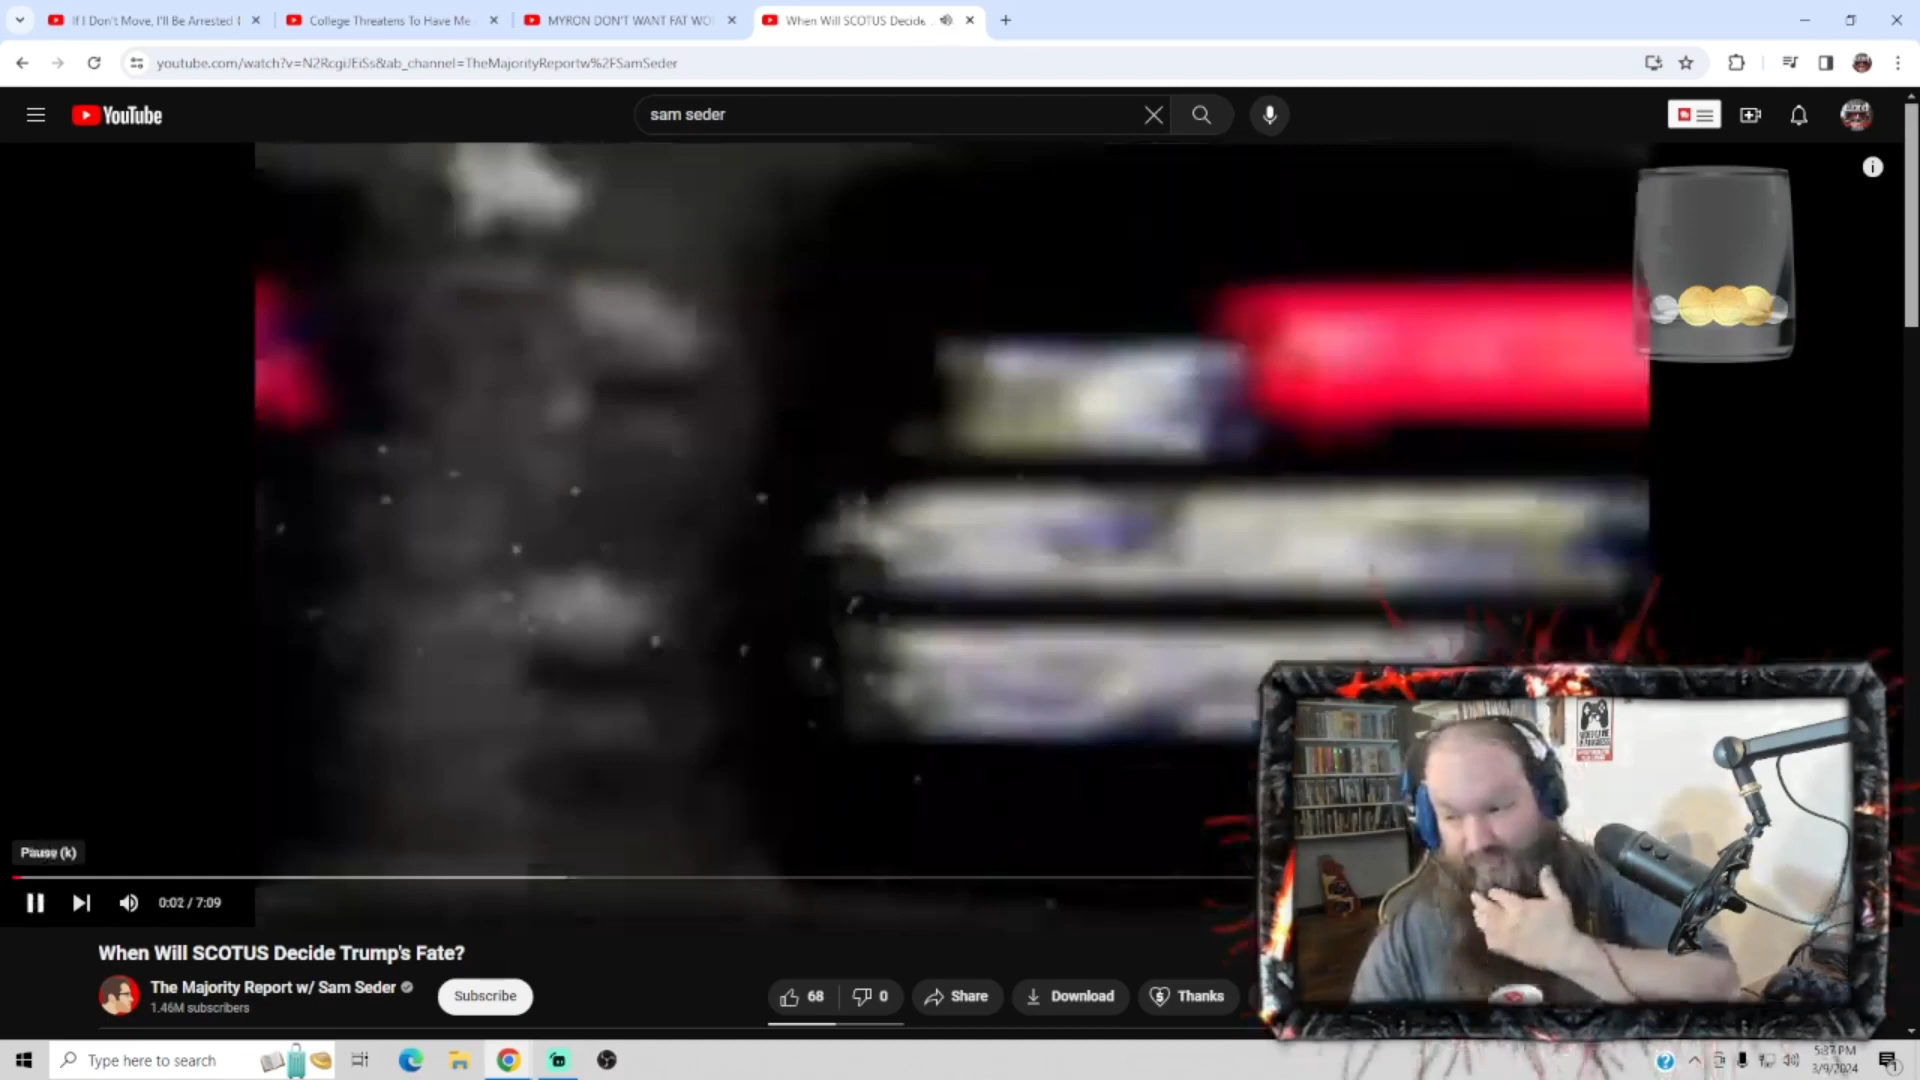 If I Don't Move, I'll Be Arrested
College Threatens To Have Me
MYRON DON'T WANT FAT WO
When Will SCOTUS Decide
youtube.com/watch?v=N2RcgiJEiSs&ab_channel=TheMajorityReportw%2FSamSeder
YouTube
sam seder
Pause (k)
0:02 / 7:09
When Will SCOTUS Decide Trump's Fate?
The Majority Report w/ Sam Seder
1.46M subscribers
Subscribe
68
0
Share
Download
Thanks
Type here to search
5:37 PM
3/9/2024